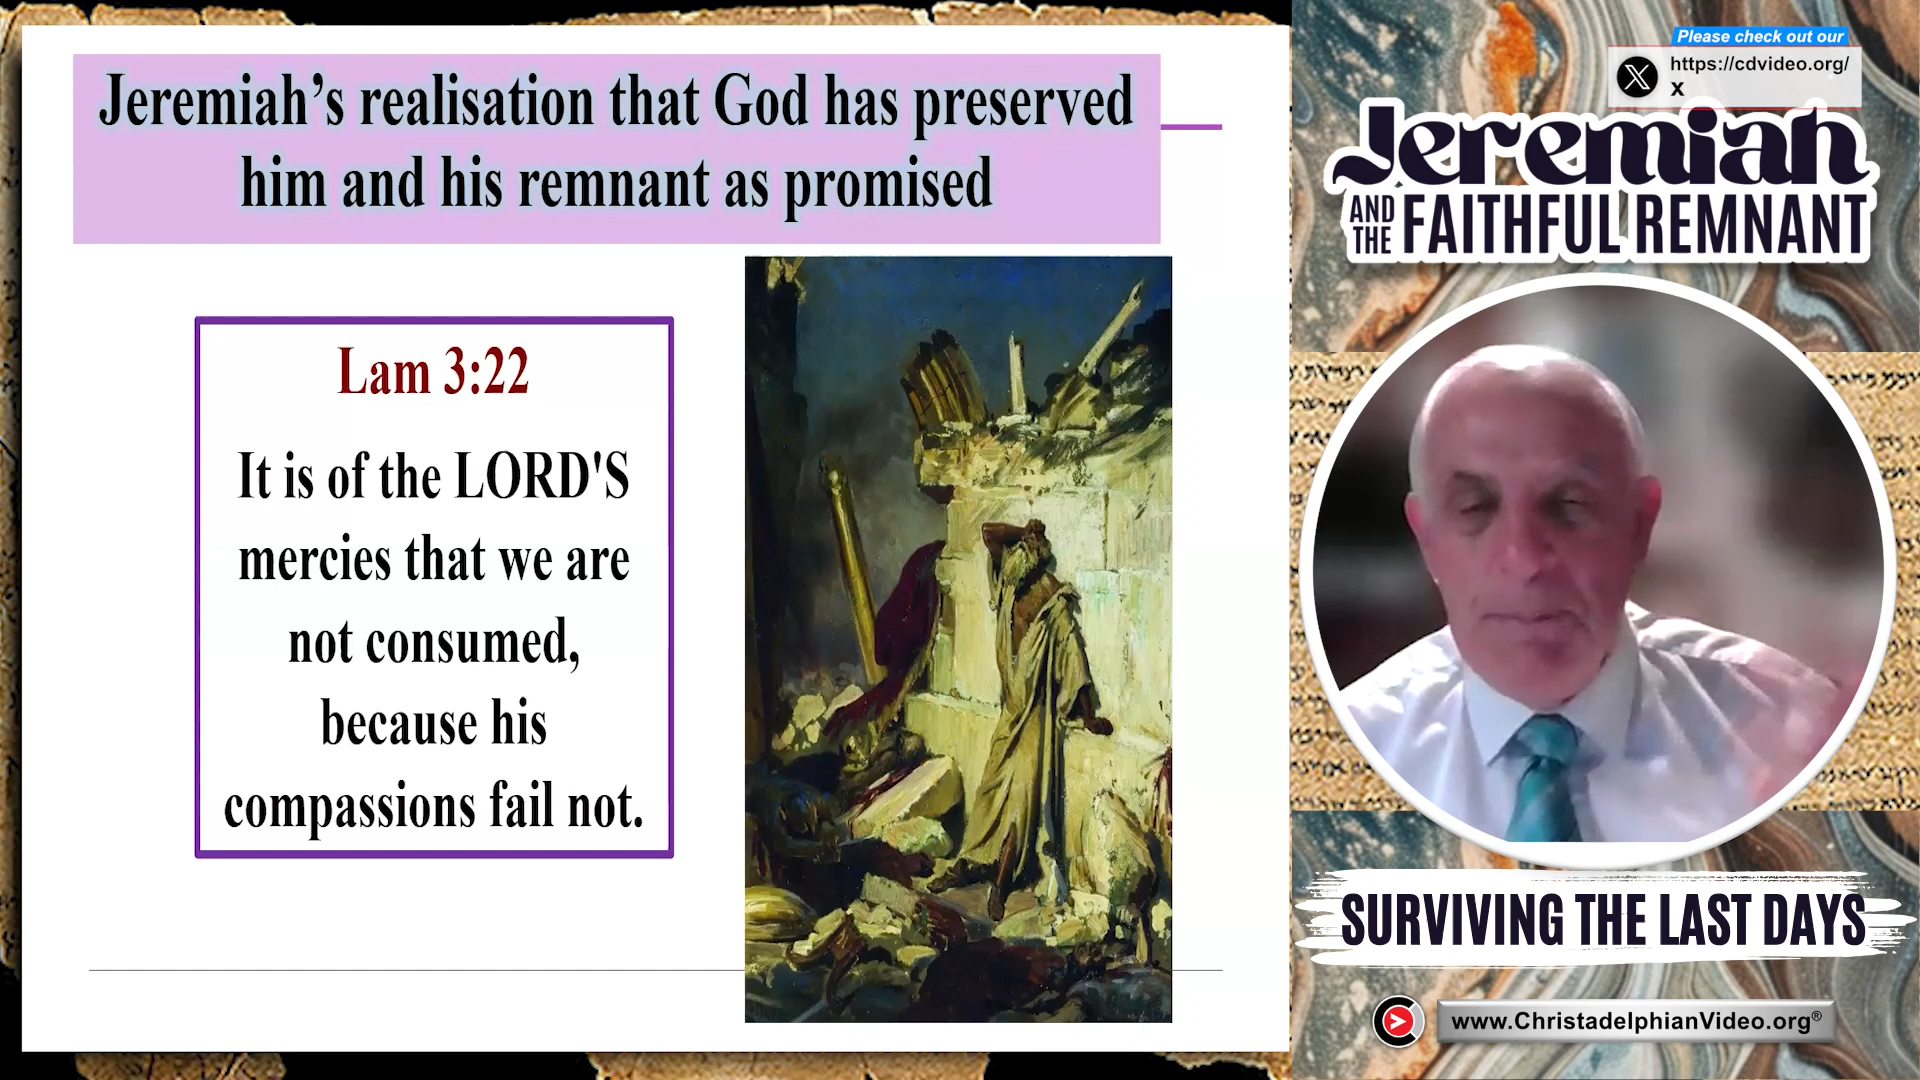 Jeremiah’s realisation that God has preserved
him and his remnant as promised
Lam 3:22
It is of the LORD'S
mercies that we are
not consumed,
because his
compassions fail not.
Please check out our
https://cdvideo.org/
x
Jeremiah
AND
THE FAITHFUL REMNANT
SURVIVING THE LAST DAYS
www.ChristadelphianVideo.org®